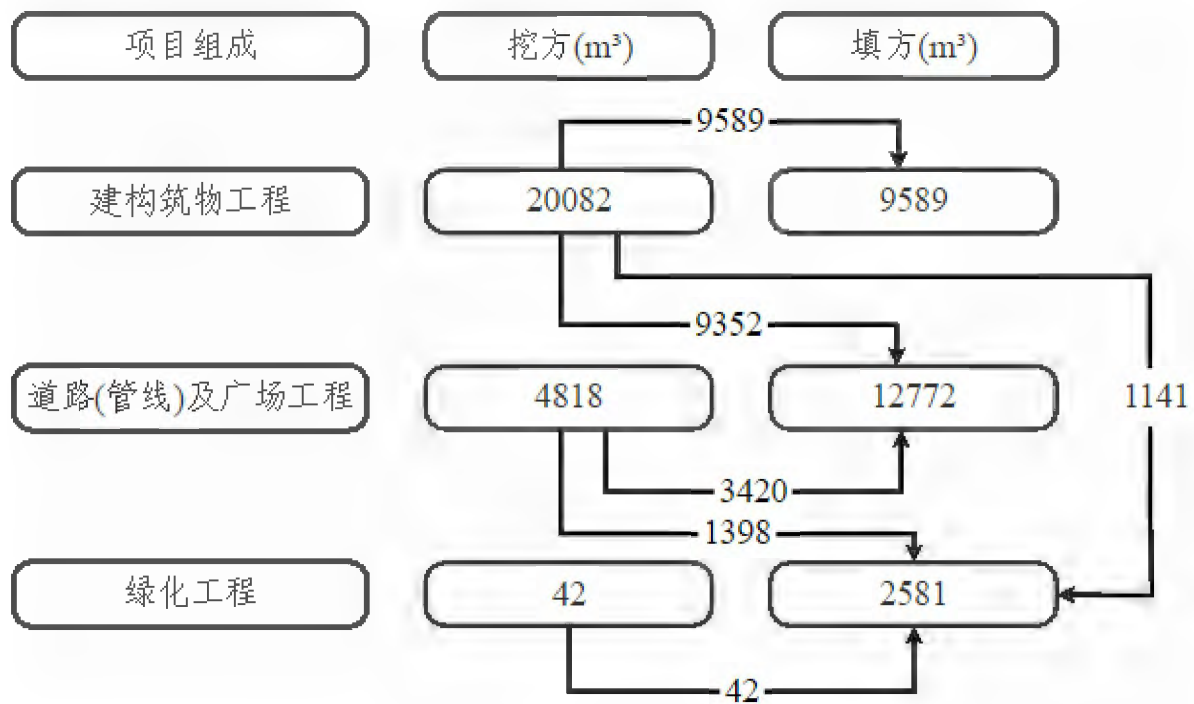 项目组成 挖方(m³) 填方(m³)
9589
建构筑物工程 20082 9589
9352
道路(管线)及广场工程 4818 12772 1141
3420
1398
绿化工程 42 2581
42